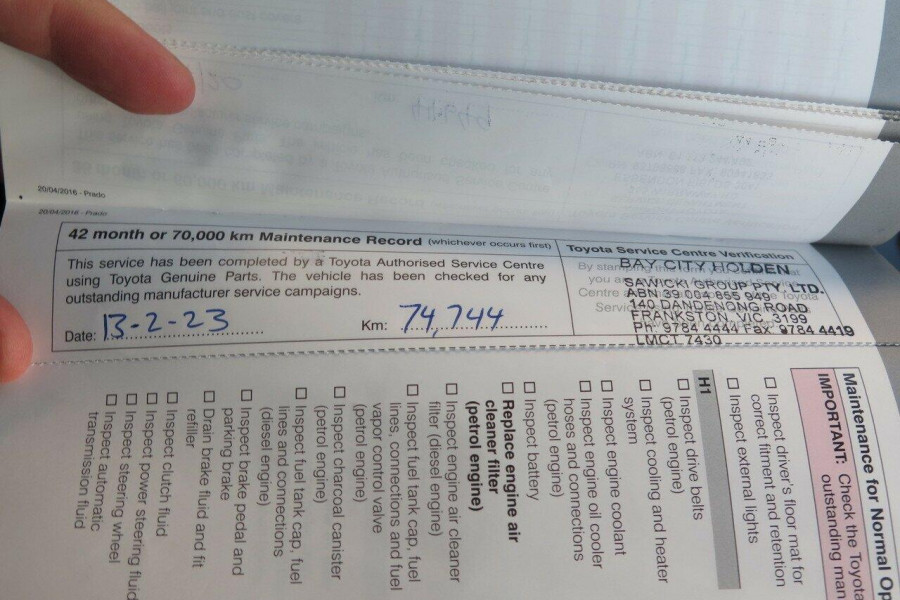 20/04/2016 - Prado
20/04/2016 - Prado
42 month or 70,000 km Maintenance Record (whichever occurs first)
This service has been completed by a Toyota Authorised Service Centre
using Toyota Genuine Parts. The vehicle has been checked for any
outstanding manufacturer service campaigns.
Date: 13-2-23
Km: 74,744
Toyota Service Centre Verification
BAY CITY HOLDEN
SAWICKI GROUP PTY. LTD.
ABN 39 004 855 949
140 DANDENONG ROAD
FRANKSTON, VIC. 3199
Ph: 9784 4444 Fax: 9784 4419
LMCT 7430
Maintenance for Normal
IMPORTANT: Check the Toyota
outstanding
☐ Inspect driver's floor mat for
correct fitment and retention
☐ Inspect external lights
H1
☐ Inspect drive belts
(petrol engine)
☐ Inspect cooling and heater
system
☐ Inspect engine coolant
☐ Inspect engine oil cooler
hoses and connections
(petrol engine)
☐ Inspect battery
☐ Replace engine air
cleaner filter
(petrol engine)
☐ Inspect engine air cleaner
filter (diesel engine)
☐ Inspect fuel tank cap, fuel
lines, connections and fuel
vapor control valve
(petrol engine)
☐ Inspect charcoal canister
(petrol engine)
☐ Inspect fuel tank cap, fuel
lines and connections
(diesel engine)
☐ Inspect brake pedal and
parking brake
☐ Drain brake fluid and fit
refiller
☐ Inspect clutch fluid
☐ Inspect power steering fluid
☐ Inspect steering wheel
☐ Inspect automatic
transmission fluid